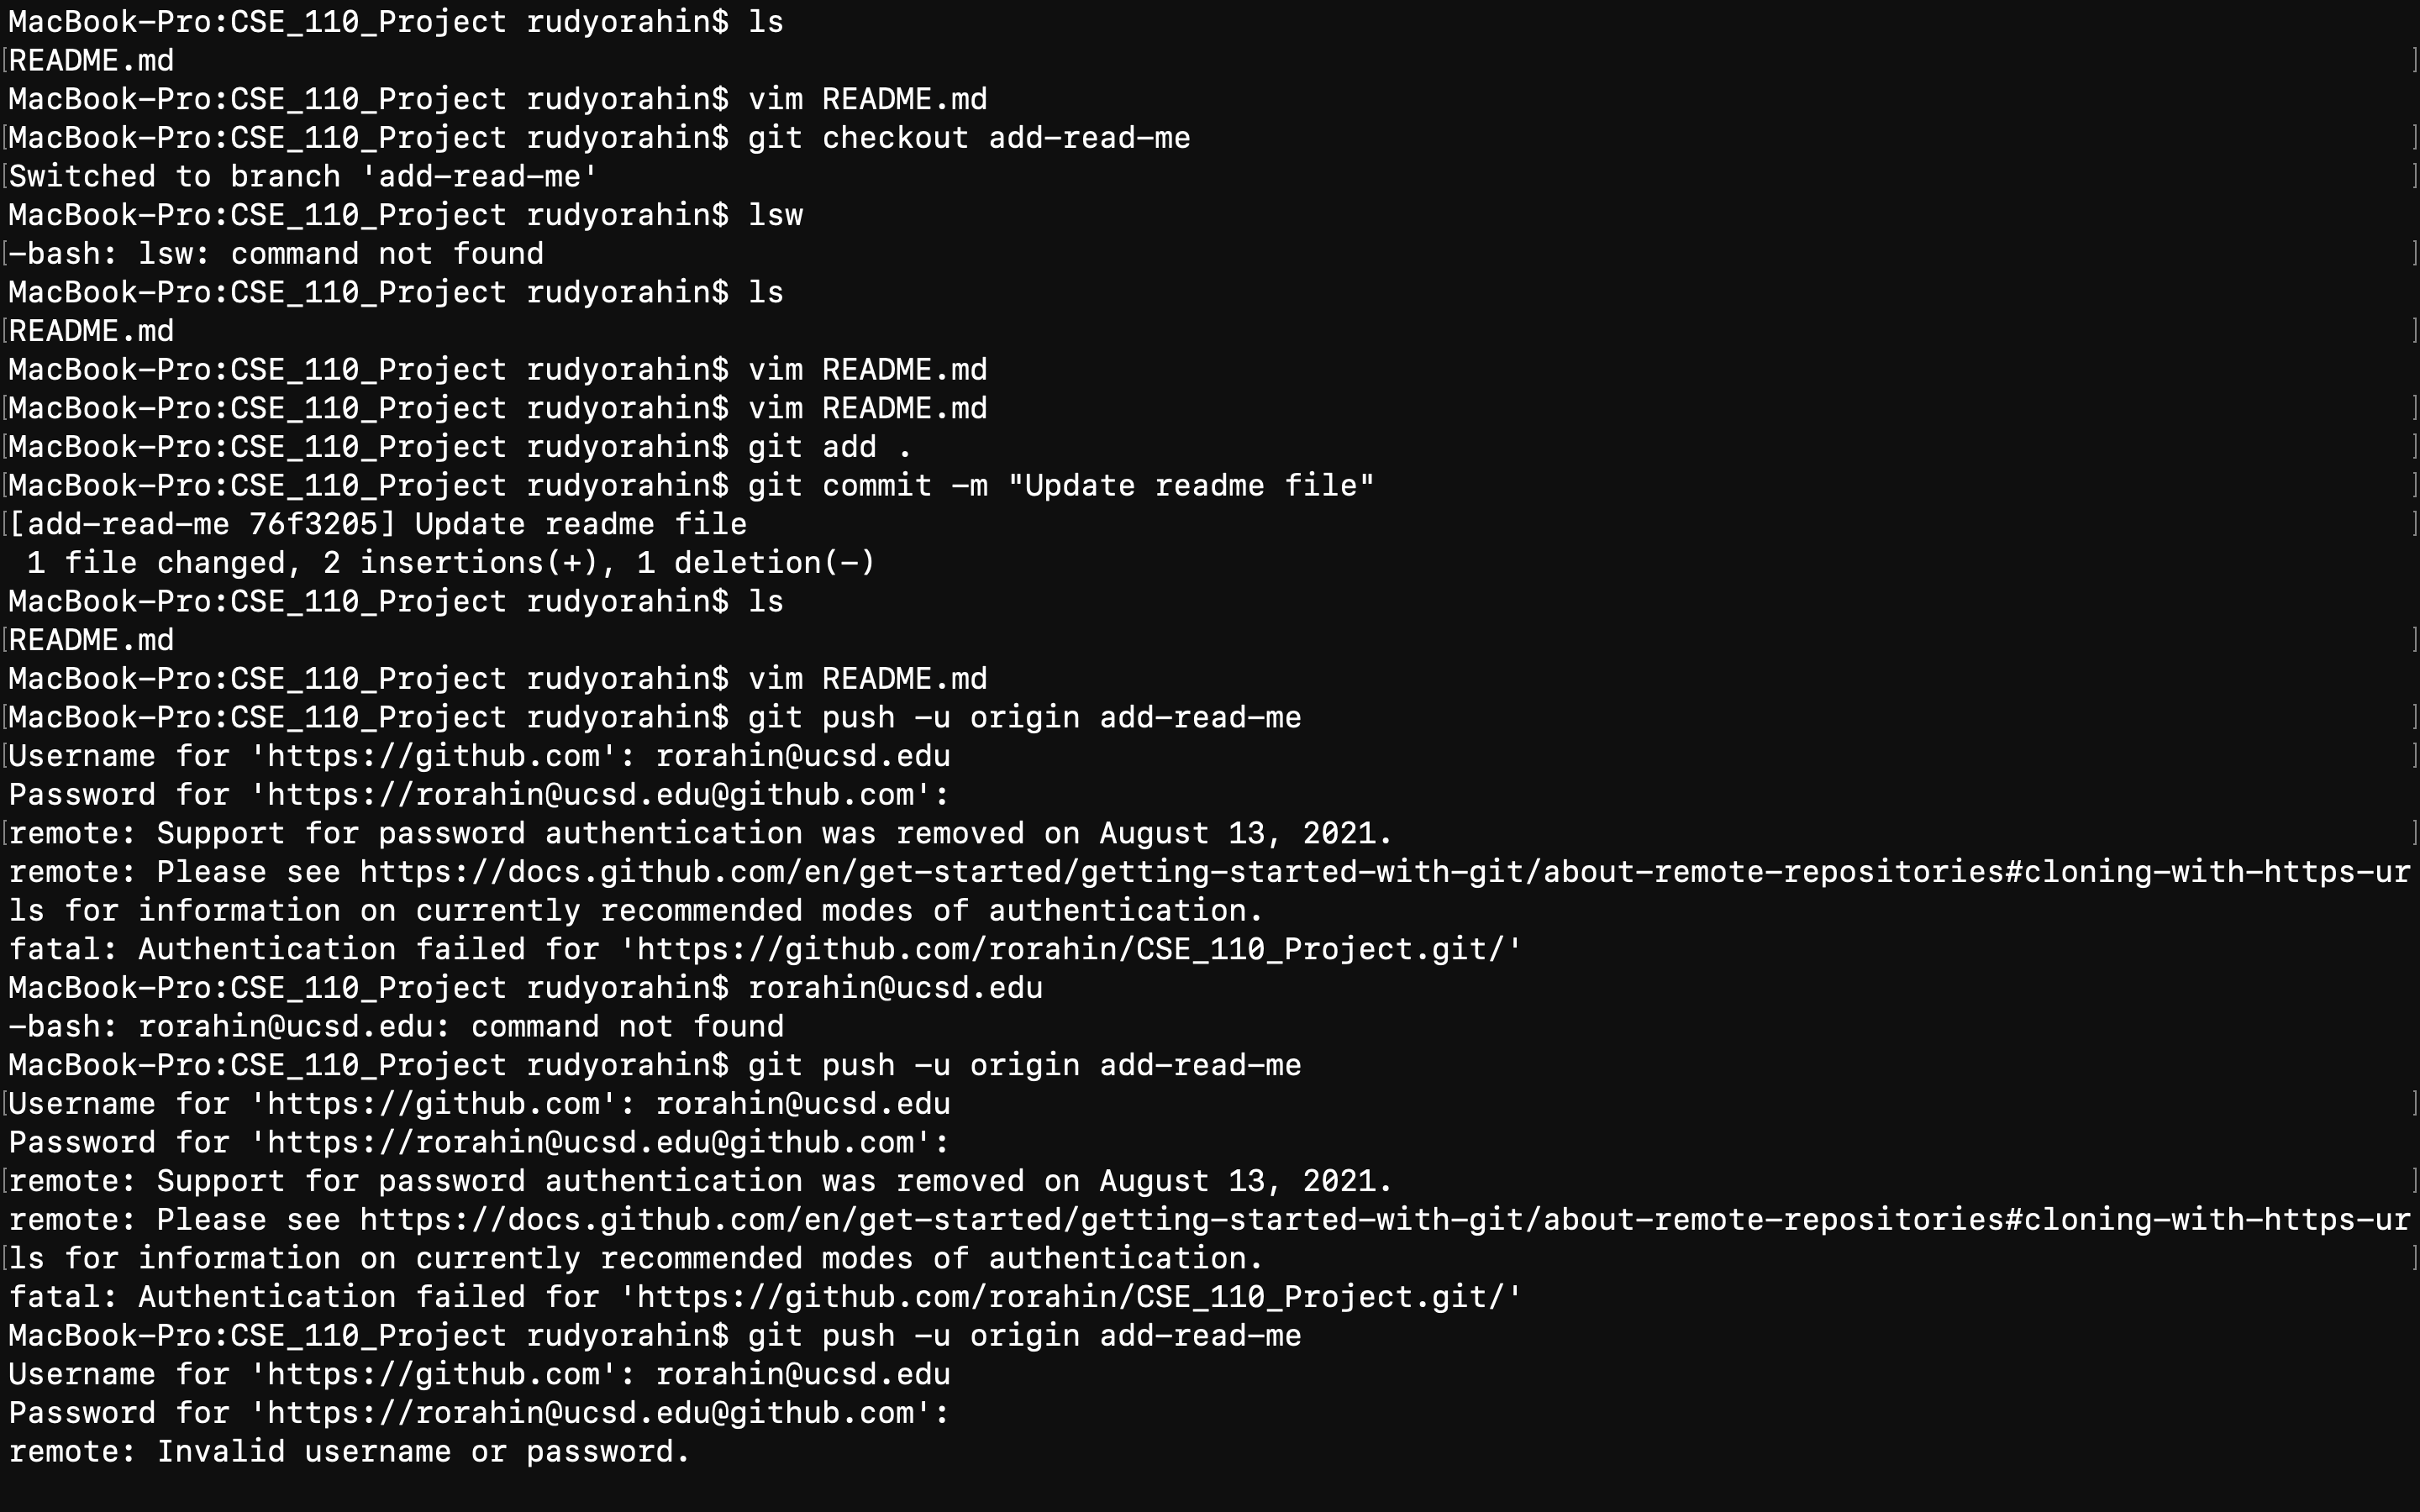 MacBook-Pro:CSE_110_Project rudyorahin$ ls
[README.md ]
MacBook-Pro:CSE_110_Project rudyorahin$ vim README.md
[MacBook-Pro:CSE_110_Project rudyorahin$ git checkout add-read-me ]
[Switched to branch 'add-read-me' ]
MacBook-Pro:CSE_110_Project rudyorahin$ lsw
[-bash: lsw: command not found ]
MacBook-Pro:CSE_110_Project rudyorahin$ ls
[README.md ]
MacBook-Pro:CSE_110_Project rudyorahin$ vim README.md
[MacBook-Pro:CSE_110_Project rudyorahin$ vim README.md ]
[MacBook-Pro:CSE_110_Project rudyorahin$ git add . ]
[MacBook-Pro:CSE_110_Project rudyorahin$ git commit -m "Update readme file" ]
[[add-read-me 76f3205] Update readme file ]
 1 file changed, 2 insertions(+), 1 deletion(-)
MacBook-Pro:CSE_110_Project rudyorahin$ ls
[README.md ]
MacBook-Pro:CSE_110_Project rudyorahin$ vim README.md
[MacBook-Pro:CSE_110_Project rudyorahin$ git push -u origin add-read-me ]
[Username for 'https://github.com': rorahin@ucsd.edu ]
Password for 'https://rorahin@ucsd.edu@github.com':
[remote: Support for password authentication was removed on August 13, 2021. ]
remote: Please see https://docs.github.com/en/get-started/getting-started-with-git/about-remote-repositories#cloning-with-https-ur
ls for information on currently recommended modes of authentication.
fatal: Authentication failed for 'https://github.com/rorahin/CSE_110_Project.git/'
MacBook-Pro:CSE_110_Project rudyorahin$ rorahin@ucsd.edu
-bash: rorahin@ucsd.edu: command not found
MacBook-Pro:CSE_110_Project rudyorahin$ git push -u origin add-read-me
[Username for 'https://github.com': rorahin@ucsd.edu ]
Password for 'https://rorahin@ucsd.edu@github.com':
[remote: Support for password authentication was removed on August 13, 2021. ]
remote: Please see https://docs.github.com/en/get-started/getting-started-with-git/about-remote-repositories#cloning-with-https-ur
[ls for information on currently recommended modes of authentication. ]
fatal: Authentication failed for 'https://github.com/rorahin/CSE_110_Project.git/'
MacBook-Pro:CSE_110_Project rudyorahin$ git push -u origin add-read-me
Username for 'https://github.com': rorahin@ucsd.edu
Password for 'https://rorahin@ucsd.edu@github.com':
remote: Invalid username or password.